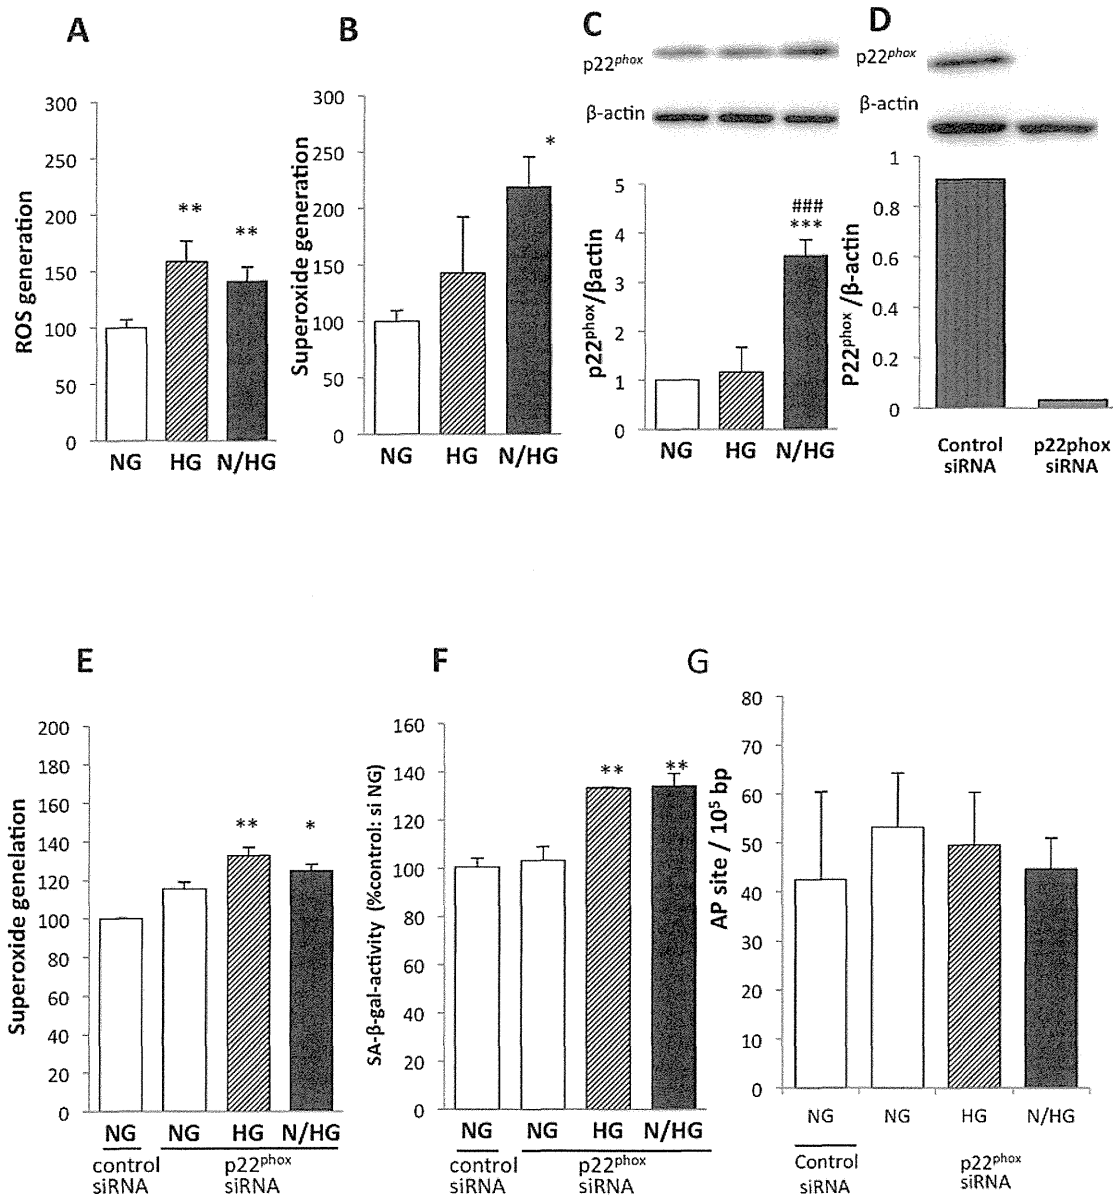 A
ROS generation
300
250
200
150
100
50
0
**
**
NG HG N/HG
B
Superoxide generation
300
250
200
150
100
50
0
*
NG HG N/HG
C
p22phox
β-actin
p22phox/βactin
5
4
3
2
1
0
###
***
NG HG N/HG
D
p22phox
β-actin
P22phox/β-actin
1
0.8
0.6
0.4
0.2
0
Control p22phox
siRNA siRNA
E
Superoxide genelation
200
180
160
140
120
100
80
60
40
20
0
**
*
NG NG HG N/HG
control p22phox
siRNA siRNA
F
SA-β-gal-activity (%control: si NG)
160
140
120
100
80
60
40
20
0
**
**
NG NG HG N/HG
control p22phox
siRNA siRNA
G
AP site / 10⁵ bp
80
70
60
50
40
30
20
10
0
NG NG HG N/HG
Control p22phox
siRNA siRNA